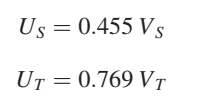 U_S = 0.455 V_S
U_T = 0.769 V_T